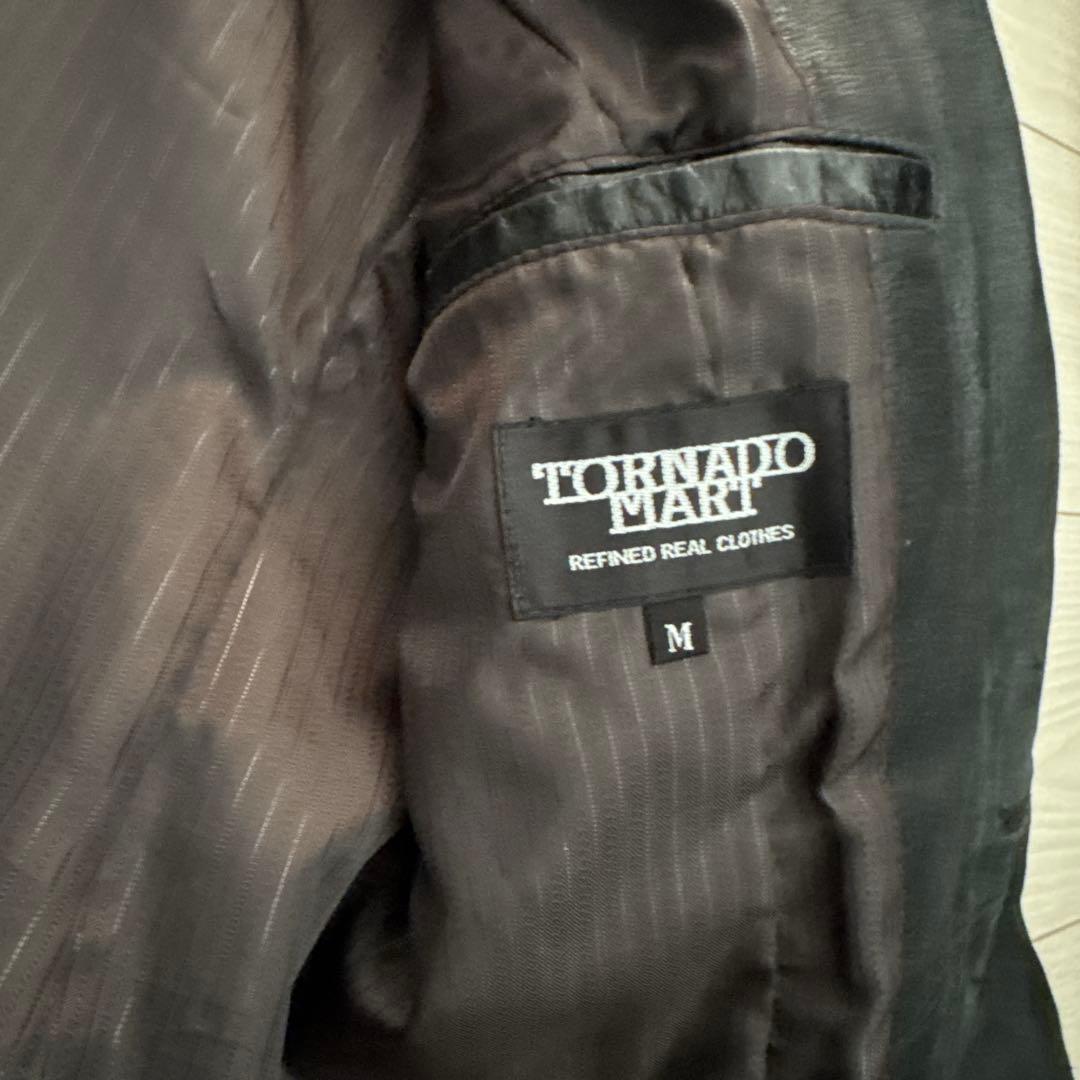 TORNADO
MART
REFINED REAL CLOTHES
M